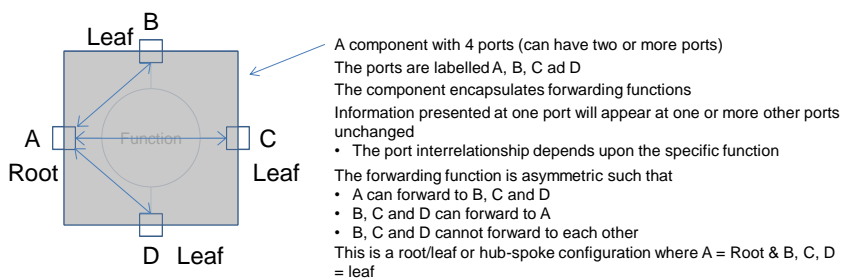 B
Leaf
A
Root
Function
C
Leaf
D Leaf
A component with 4 ports (can have two or more ports)
The ports are labelled A, B, C ad D
The component encapsulates forwarding functions
Information presented at one port will appear at one or more other ports
unchanged
• The port interrelationship depends upon the specific function
The forwarding function is asymmetric such that
• A can forward to B, C and D
• B, C and D can forward to A
• B, C and D cannot forward to each other
This is a root/leaf or hub-spoke configuration where A = Root & B, C, D
= leaf